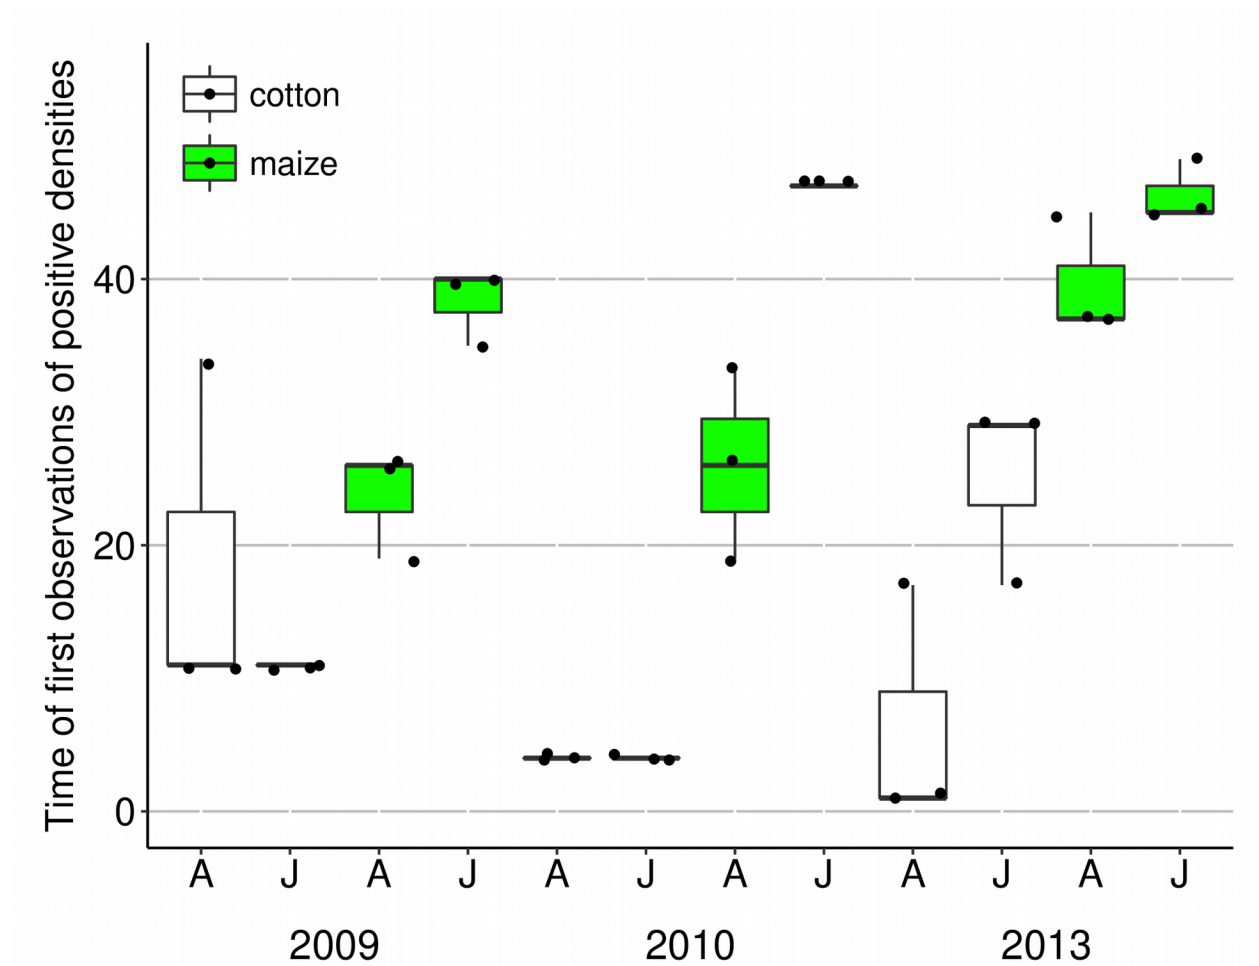 Time of first observations of positive densities
cotton
maize
40
20
0
A J A J A J A J A J A J
2009 2010 2013